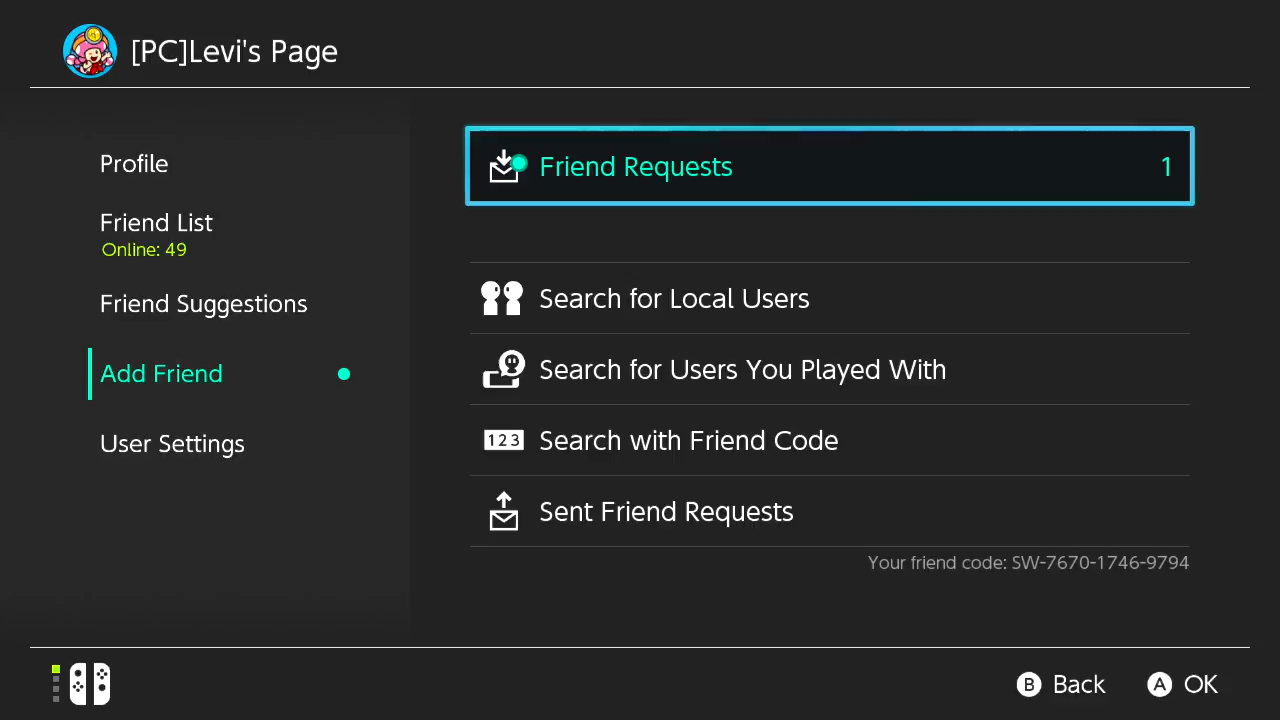 [PC]Levi's Page
Profile
Friend List
Online: 49
Friend Suggestions
Add Friend
User Settings
Friend Requests 1
Search for Local Users
Search for Users You Played With
123 Search with Friend Code
Sent Friend Requests
Your friend code: SW-7670-1746-9794
B Back A OK